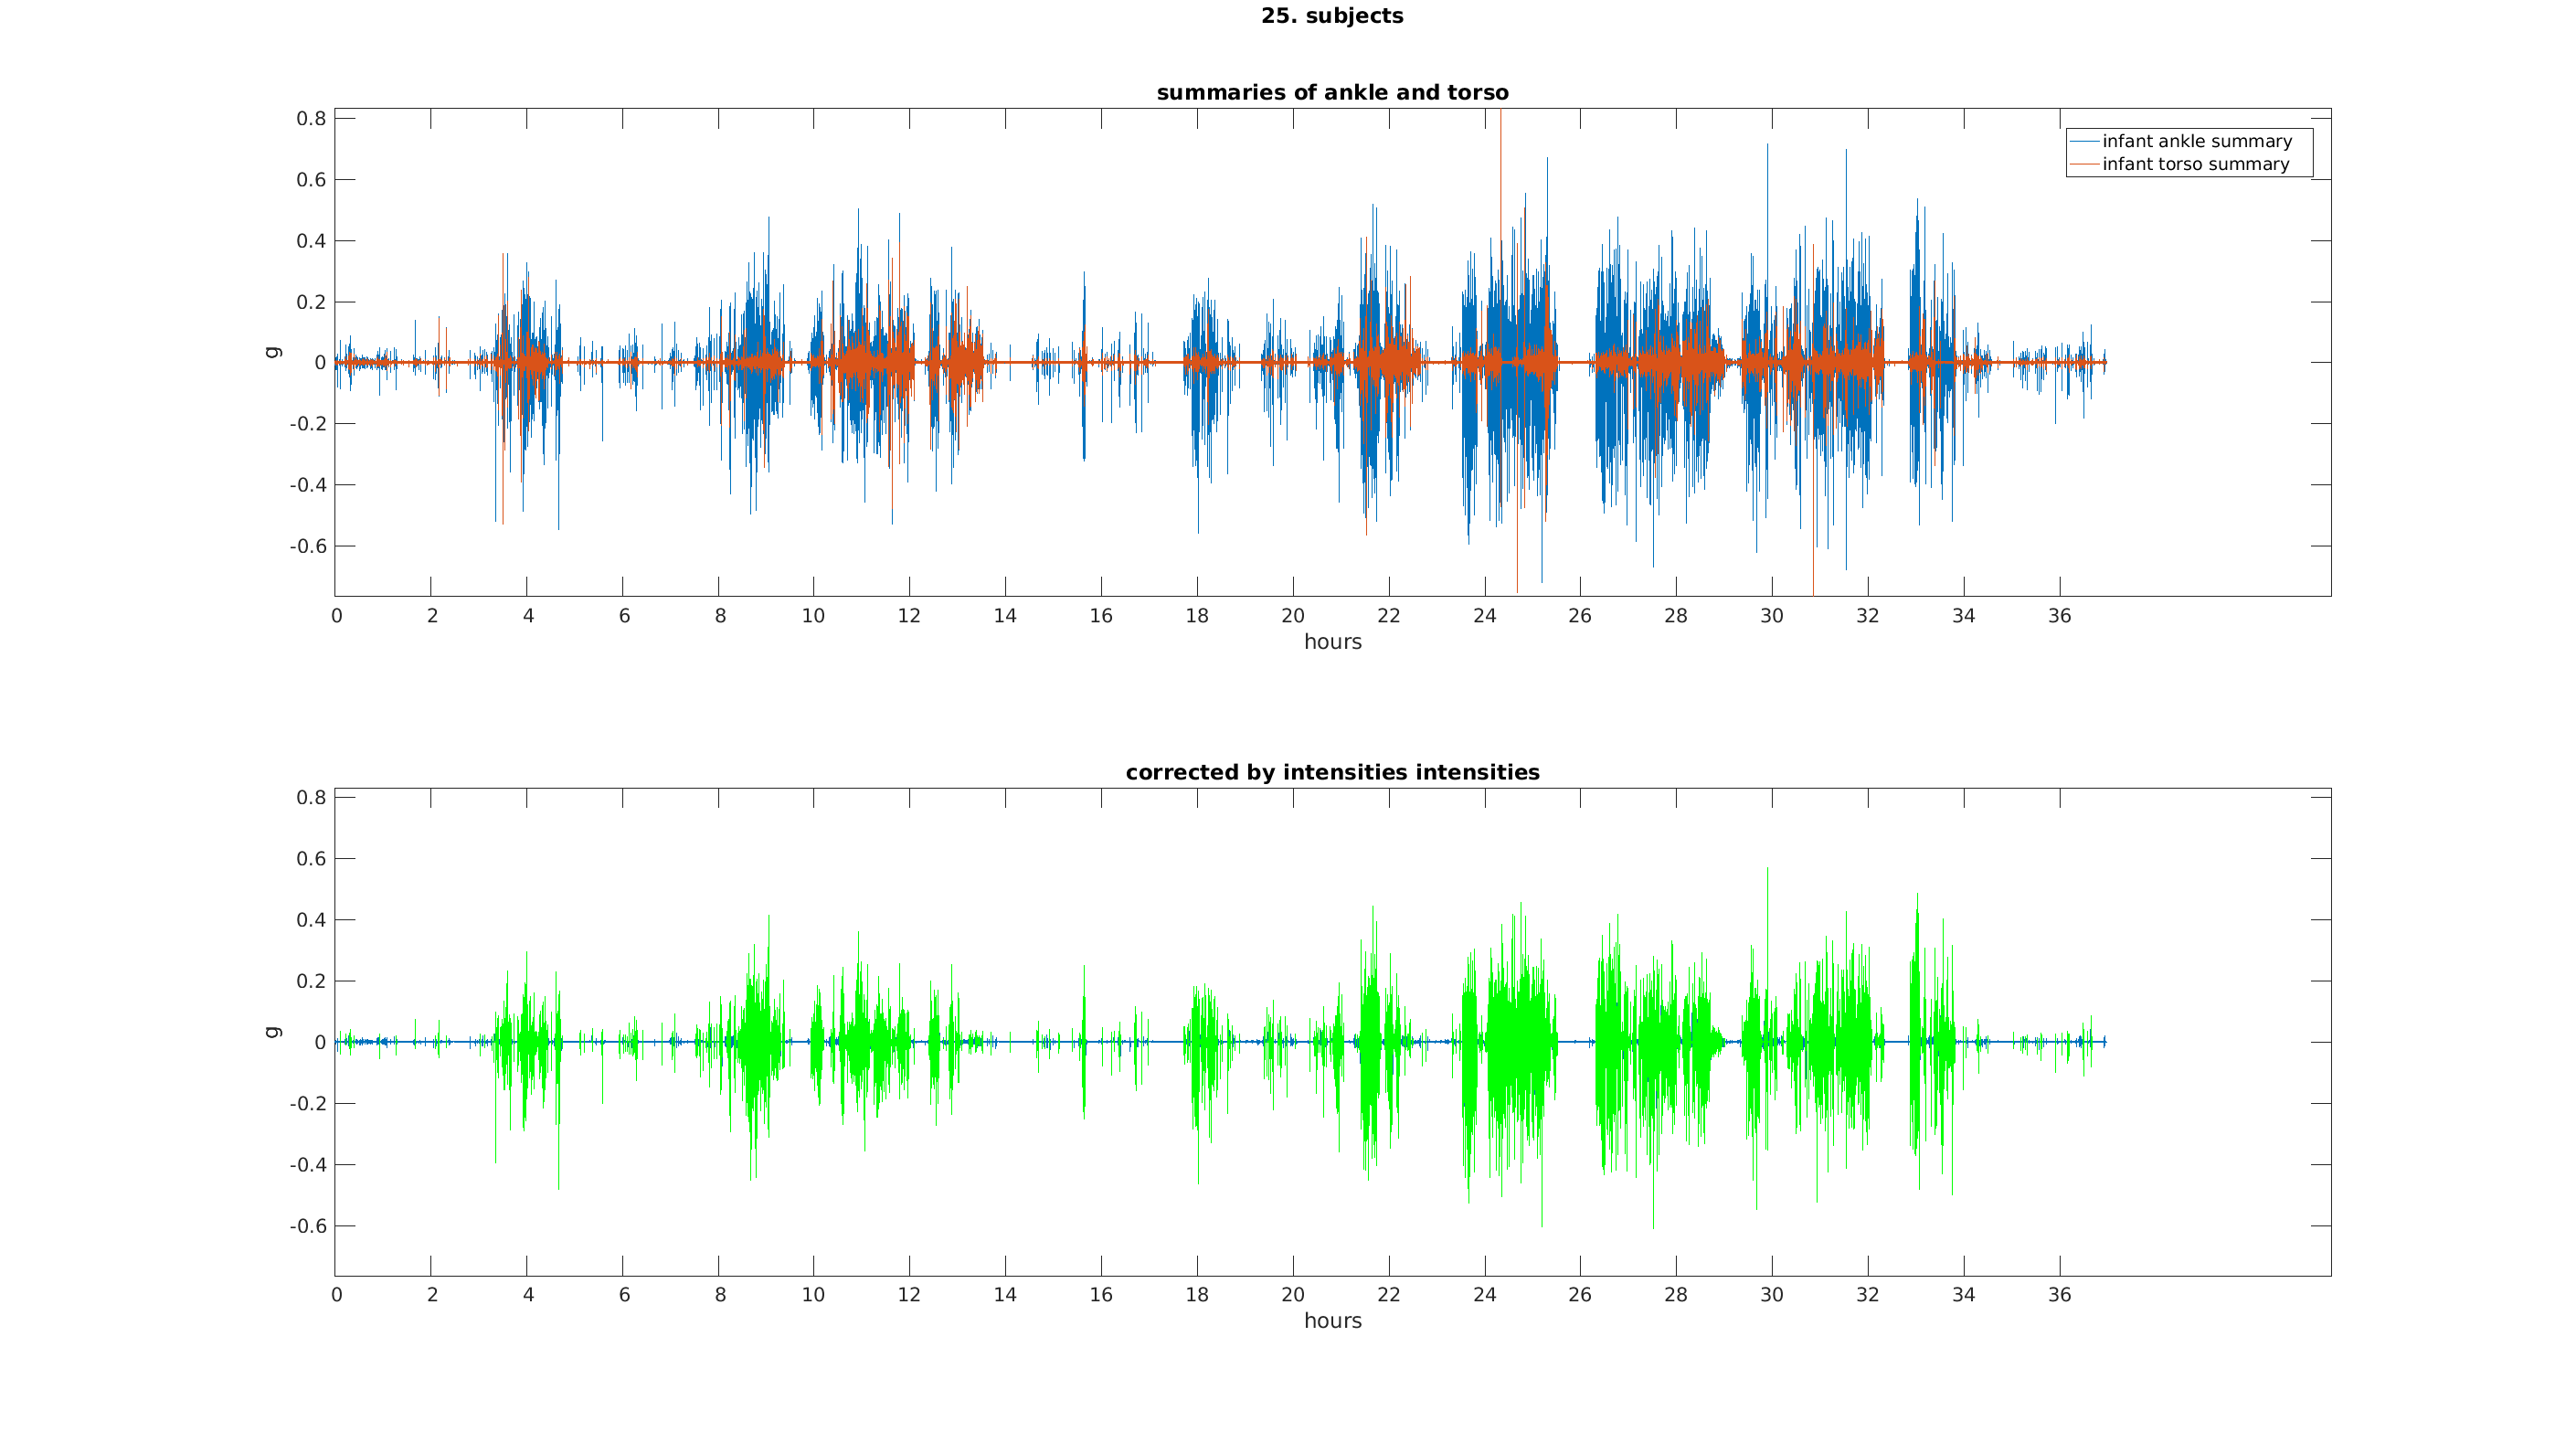 25. subjects
summaries of ankle and torso
0.8
0.6
0.4
0.2
0
-0.2
-0.4
-0.6
g
infant ankle summary
infant torso summary
0 2 4 6 8 10 12 14 16 18 20 22 24 26 28 30 32 34 36
hours
corrected by intensities intensities
0.8
0.6
0.4
0.2
0
-0.2
-0.4
-0.6
g
0 2 4 6 8 10 12 14 16 18 20 22 24 26 28 30 32 34 36
hours